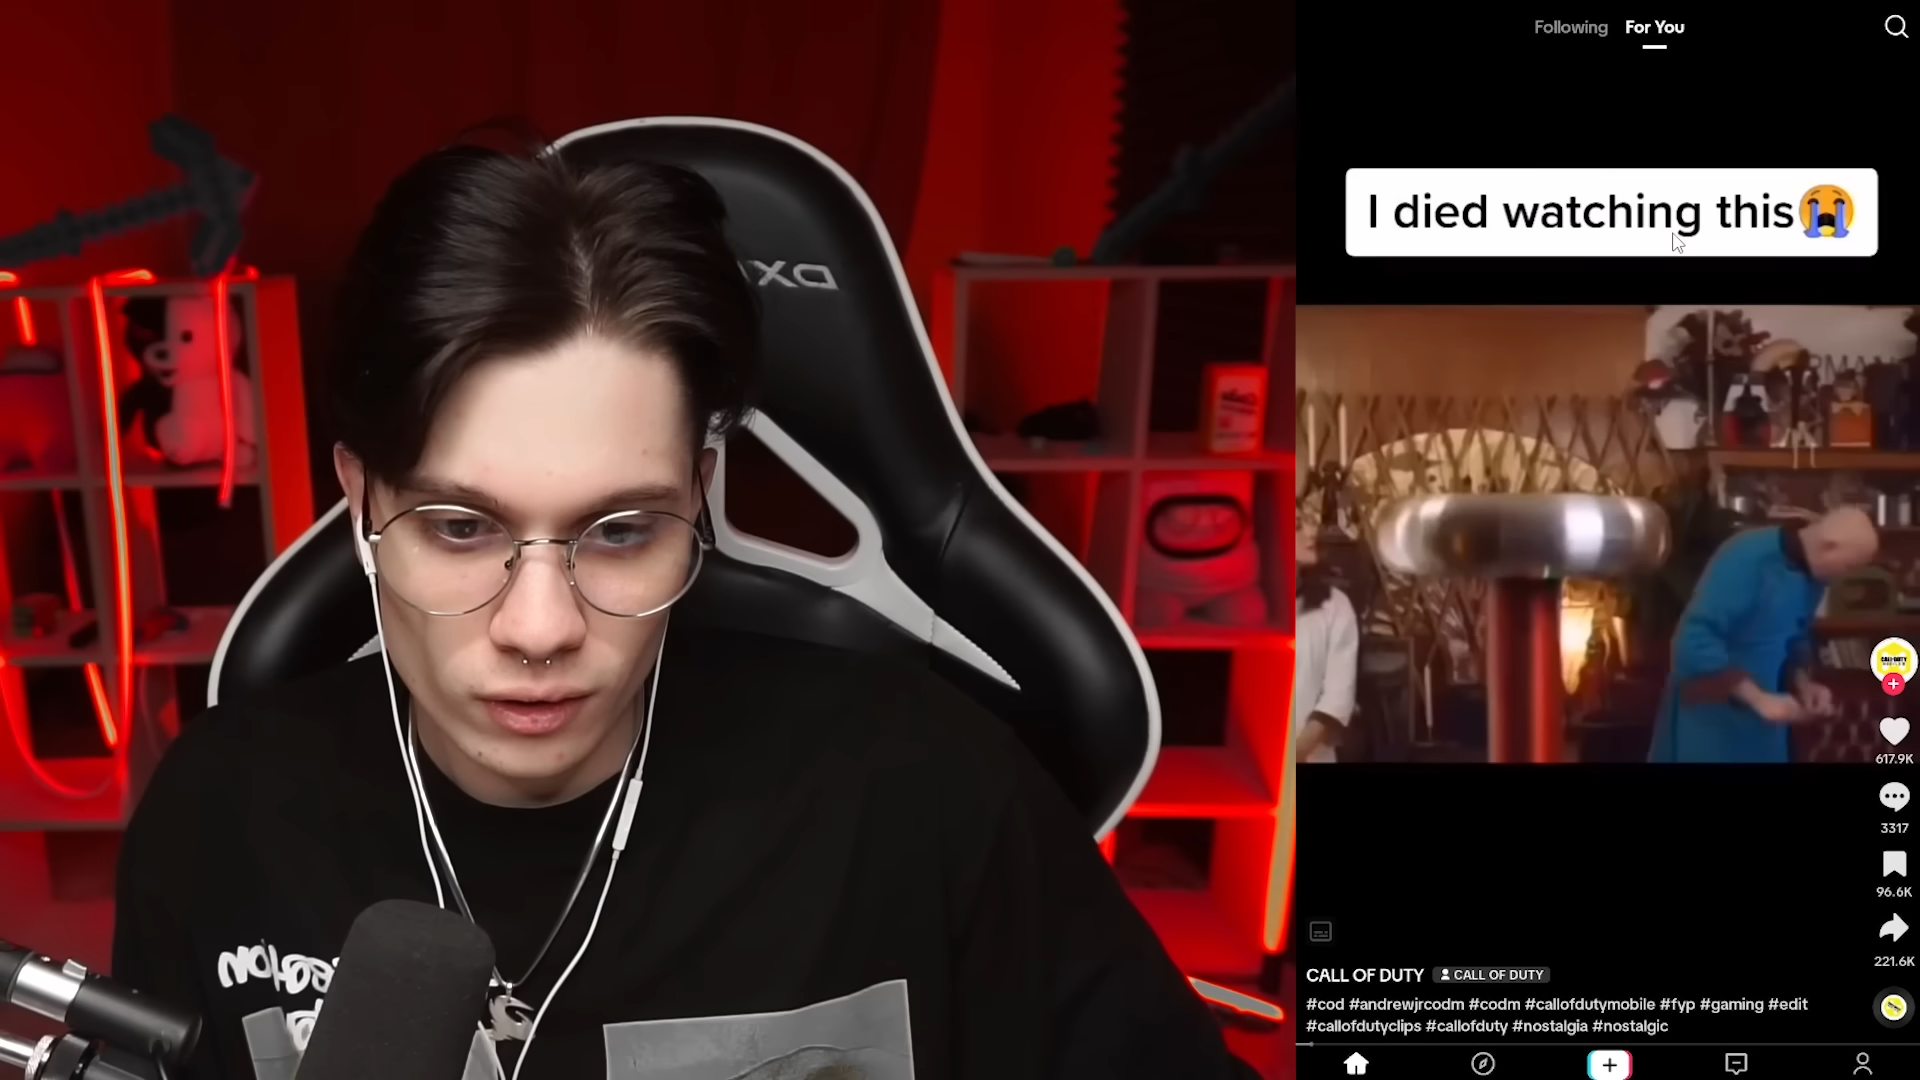 Following For You
I died watching this😭
617.9K
3317
96.6K
221.6K
CALL OF DUTY CALL OF DUTY
#cod #andrewjrcodm #codm #callofdutymobile #fyp #gaming #edit
#callofdutyclips #callofduty #nostalgia #nostalgic